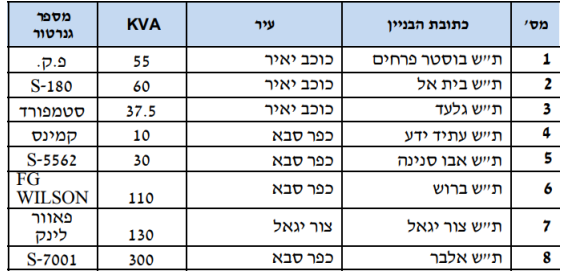 מס׳ כתובת הבניין עיר KVA מספר גנרטור
1 ת״ש בוסטר פרחים כוכב יאיר 55 פ.ק.
2 ת״ש בית אל כוכב יאיר 60 S-180
3 ת״ש גלעד כוכב יאיר 37.5 סטמפורד
4 ת״ש עתיד ידע כפר סבא 10 קמינס
5 ת״ש אבו סנינה כפר סבא 30 S-5562
6 ת״ש ברוש כפר סבא 110 FG WILSON
7 ת״ש צור יגאל צור יגאל 130 פאוור לינק
8 ת״ש אלבר כפר סבא 300 S-7001